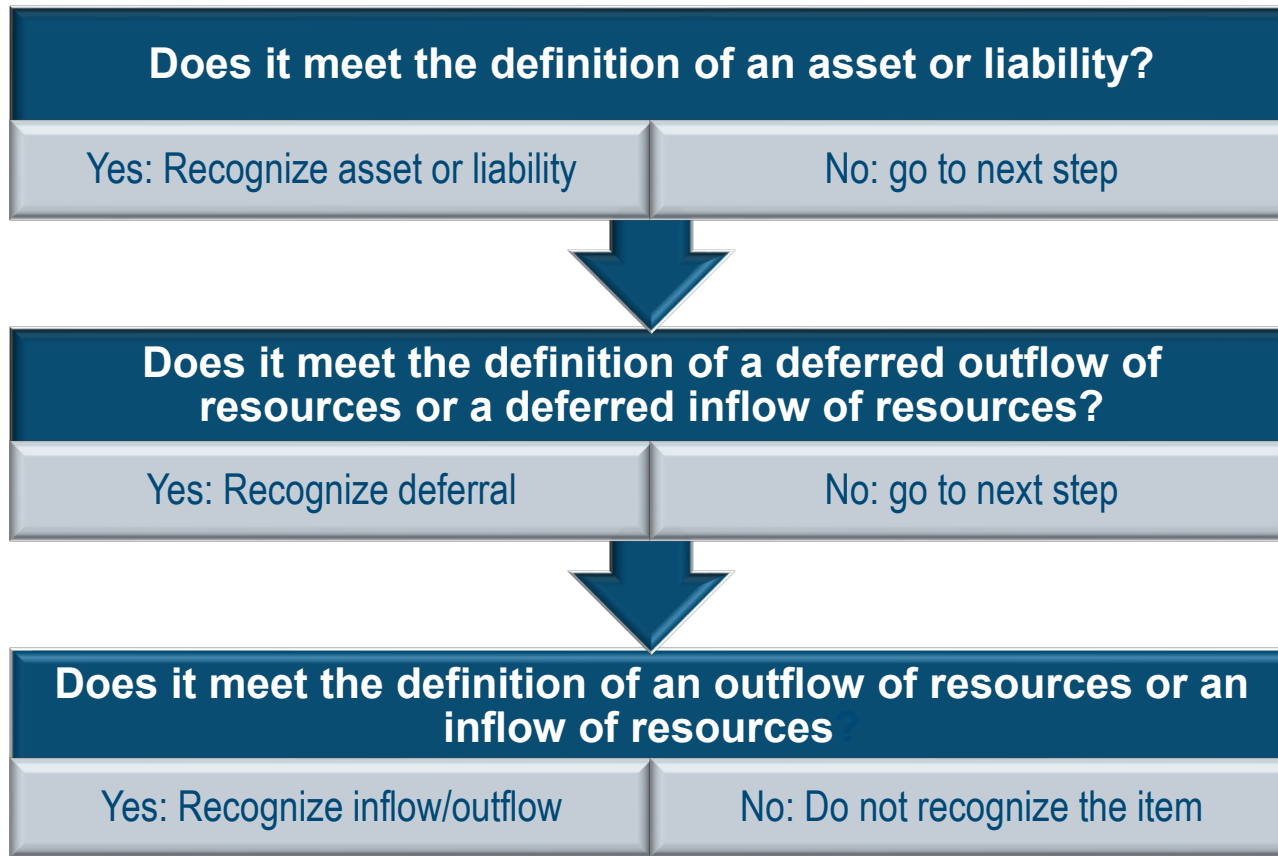 Does it meet the definition of an asset or liability?
Yes: Recognize asset or liability
No: go to next step
Does it meet the definition of a deferred outflow of
resources or a deferred inflow of resources?
Yes: Recognize deferral
No: go to next step
Does it meet the definition of an outflow of resources or an
inflow of resources?
Yes: Recognize inflow/outflow
No: Do not recognize the item